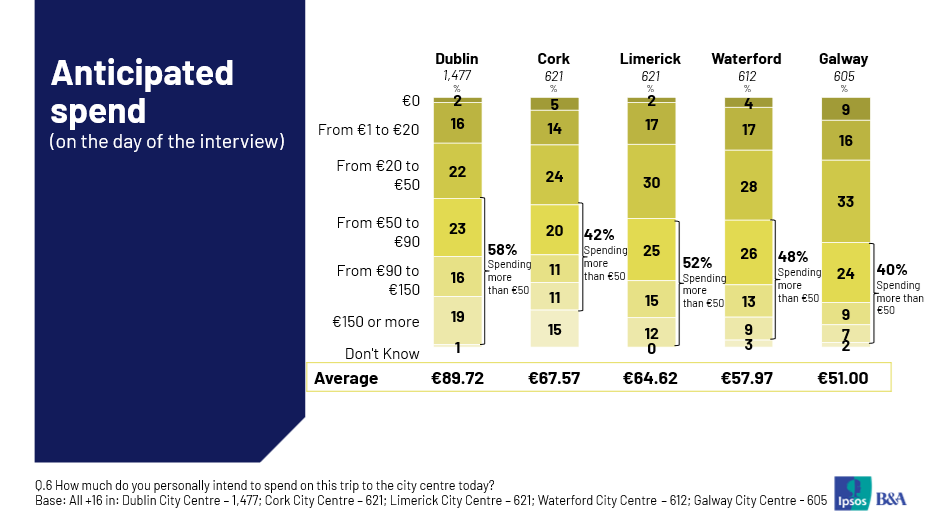 Anticipated
spend
(on the day of the interview)
Dublin Cork Limerick Waterford Galway
1,477 621 621 612 605
% % % % %
€0 2 5 2 4 9
From €1 to €20 16 14 17 17 16
From €20 to
€50
22 24 30 28 33
From €50 to
€90
23 20 25 26 24
From €90 to
€150
16 11 15 13 9
€150 or more 19 11 12 9 7
Don't Know 1 15 0 3 2
58%
Spending
more
than €50
42%
Spending
more
than €50
52%
Spending
more
than €50
48%
Spending
more
than €50
40%
Spending
more than
€50
Average €89.72 €67.57 €64.62 €57.97 €51.00
Q.6 How much do you personally intend to spend on this trip to the city centre today?
Base: All +16 in: Dublin City Centre – 1,477; Cork City Centre – 621; Limerick City Centre – 621; Waterford City Centre – 612; Galway City Centre - 605
Ipsos B&A